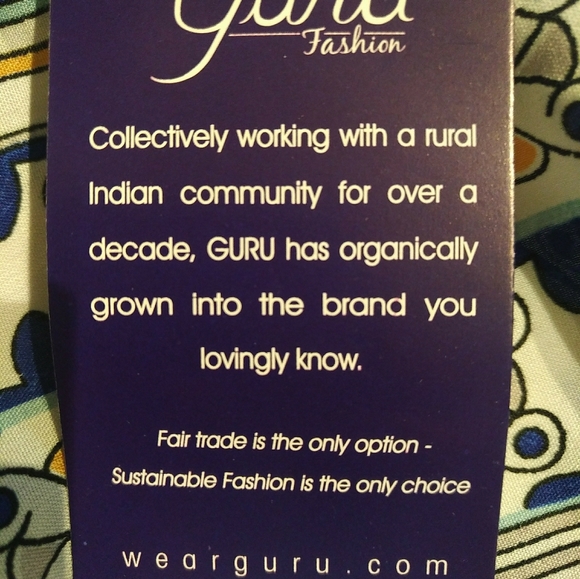 Guru
Fashion
Collectively working with a rural
Indian community for over a
decade, GURU has organically
grown into the brand you
lovingly know.
Fair trade is the only option -
Sustainable Fashion is the only choice
wearguru.com